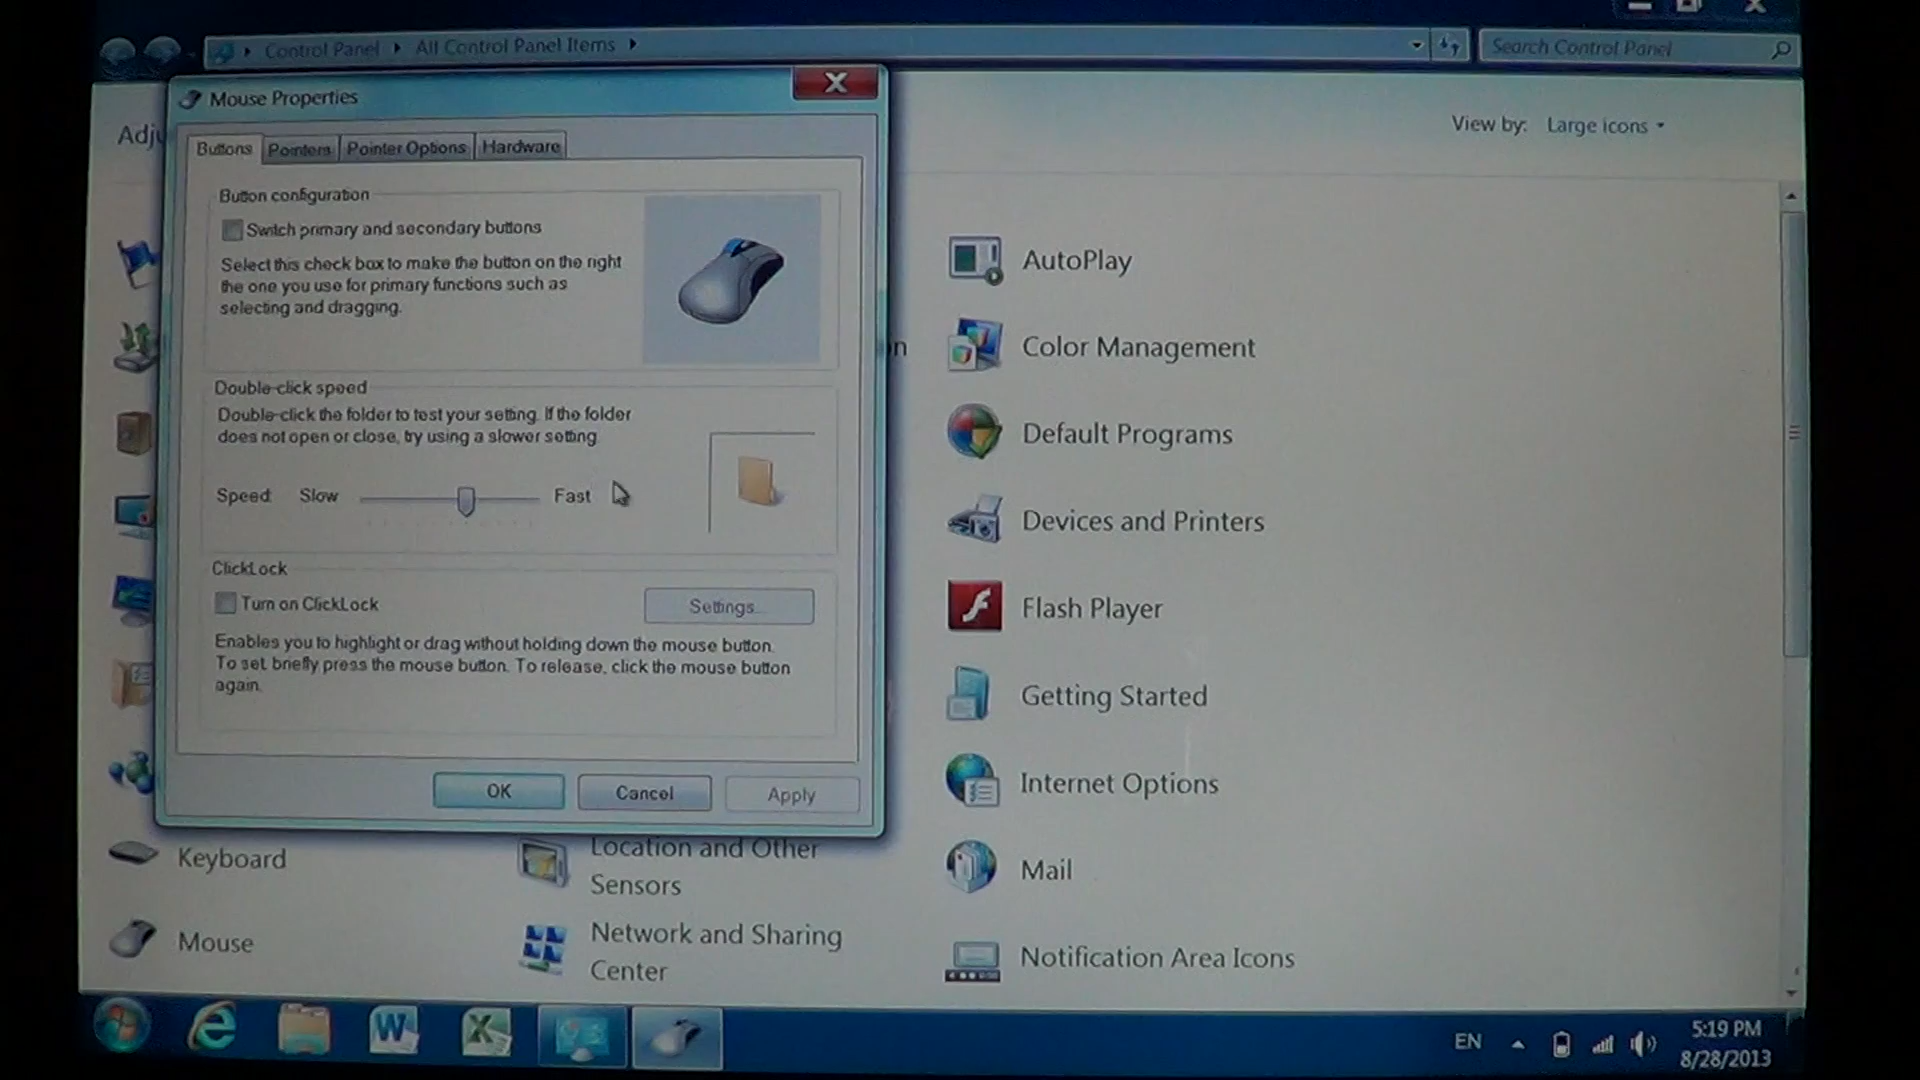 Control Panel ▸ All Control Panel Items ▸
Search Control Panel
Mouse Properties
Adju
View by: Large icons
Buttons Pointers Pointer Options Hardware
Button configuration
Switch primary and secondary buttons
Select this check box to make the button on the right
the one you use for primary functions such as
selecting and dragging.
Double-click speed
Double-click the folder to test your setting. If the folder
does not open or close, try using a slower setting.
Speed: Slow Fast
ClickLock
Turn on ClickLock
Settings...
Enables you to highlight or drag without holding down the mouse button.
To set, briefly press the mouse button. To release, click the mouse button
again.
OK Cancel Apply
n
AutoPlay
Color Management
Default Programs
Devices and Printers
Flash Player
Getting Started
Internet Options
Keyboard
Location and Other
Sensors
Mail
Mouse
Network and Sharing
Center
Notification Area Icons
EN
5:19 PM
8/28/2013